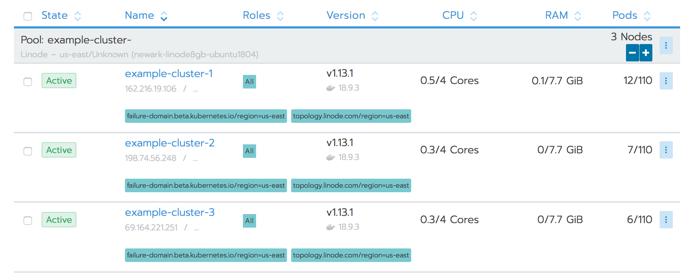 State Name Roles Version CPU RAM Pods
Pool: example-cluster- 3 Nodes
Linode – us-east/Unknown (newark-linode8gb-ubuntu1804)
Active example-cluster-1 All v1.13.1 0.5/4 Cores 0.1/7.7 GiB 12/110
162.216.19.106 / ... 18.9.3
failure-domain.beta.kubernetes.io/region=us-east topology.linode.com/region=us-east
Active example-cluster-2 All v1.13.1 0.3/4 Cores 0/7.7 GiB 7/110
198.74.56.248 / ... 18.9.3
failure-domain.beta.kubernetes.io/region=us-east topology.linode.com/region=us-east
Active example-cluster-3 All v1.13.1 0.3/4 Cores 0/7.7 GiB 6/110
69.164.221.251 / ... 18.9.3
failure-domain.beta.kubernetes.io/region=us-east topology.linode.com/region=us-east